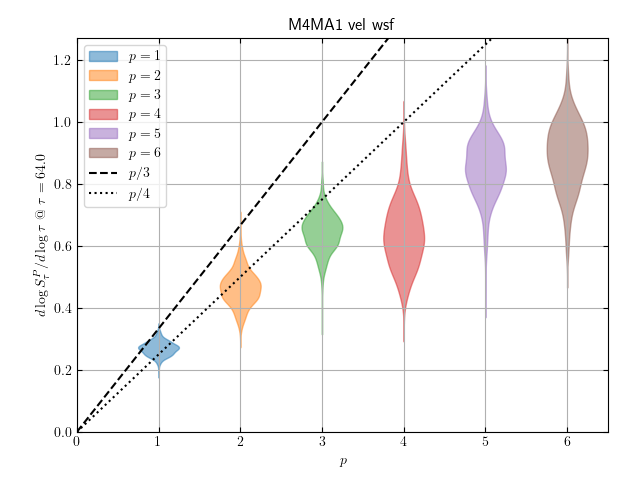 M4MA1 vel wsf
1.2
1.0
0.8
0.6
0.4
0.2
0.0
d log S_τ^P / d log τ @ τ = 64.0
p = 1
p = 2
p = 3
p = 4
p = 5
p = 6
p/3
p/4
0 1 2 3 4 5 6
p